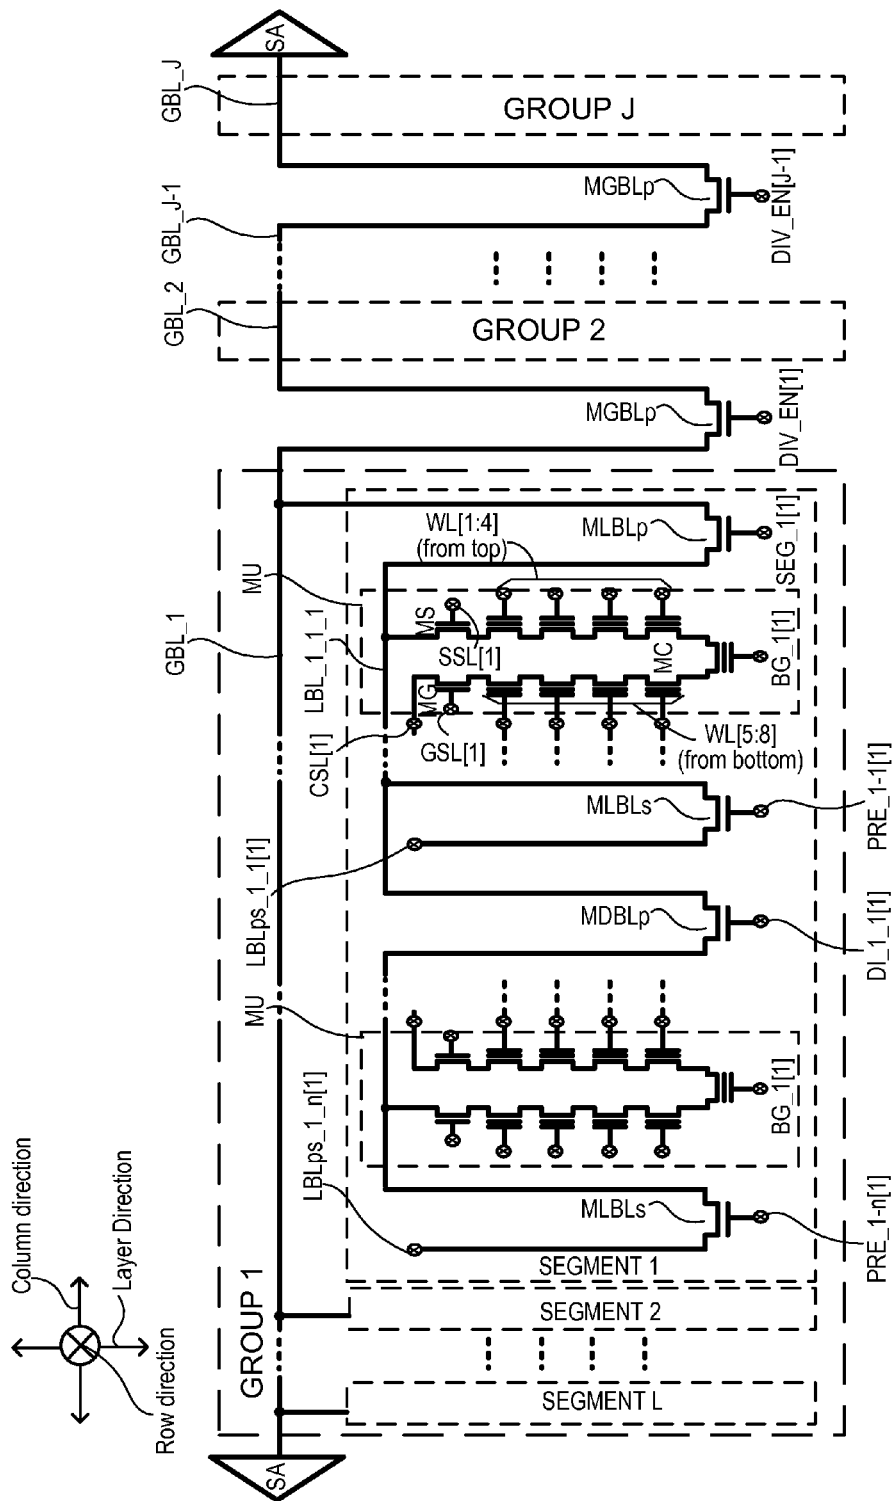 SA
GBL_J
GROUP J
MGBLp
DIV_EN[J-1]
GBL_J-1
GBL_2
GROUP 2
MGBLp
DIV_EN[1]
MLBLp
SEG_1[1]
WL[1:4]
(from top)
MU
GBL_1
LBL_1_1_1
MS
SSL[1]
MC
BG_1[1]
MG
CSL[1]
GSL[1]
WL[5:8]
(from bottom)
MLBLs
PRE_1-1[1]
LBLps_1_1[1]
MDBLp
DI_1_1[1]
MU
BG_1[1]
LBLps_1_n[1]
MLBLs
PRE_1-n[1]
SEGMENT 1
GROUP 1
SEGMENT 2
SEGMENT L
SA
Column direction
Layer Direction
Row direction